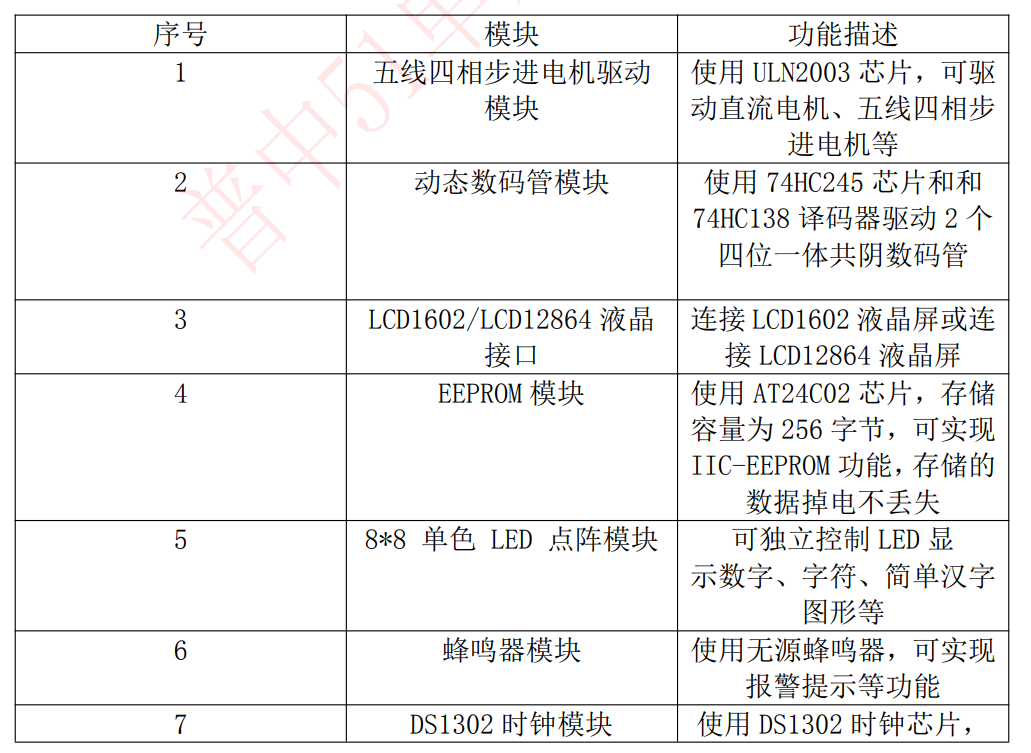 序号 模块 功能描述
1 五线四相步进电机驱动 使用 ULN2003 芯片，可驱
模块 动直流电机、五线四相步
进电机等
2 动态数码管模块 使用 74HC245 芯片和和
74HC138 译码器驱动 2 个
四位一体共阴数码管
3 LCD1602/LCD12864 液晶 连接 LCD1602 液晶屏或连
接口 接 LCD12864 液晶屏
4 EEPROM 模块 使用 AT24C02 芯片，存储
容量为 256 字节，可实现
IIC-EEPROM 功能，存储的
数据掉电不丢失
5 8*8 单色 LED 点阵模块 可独立控制 LED 显
示数字、字符、简单汉字
图形等
6 蜂鸣器模块 使用无源蜂鸣器，可实现
报警提示等功能
7 DS1302 时钟模块 使用 DS1302 时钟芯片，
普中51单